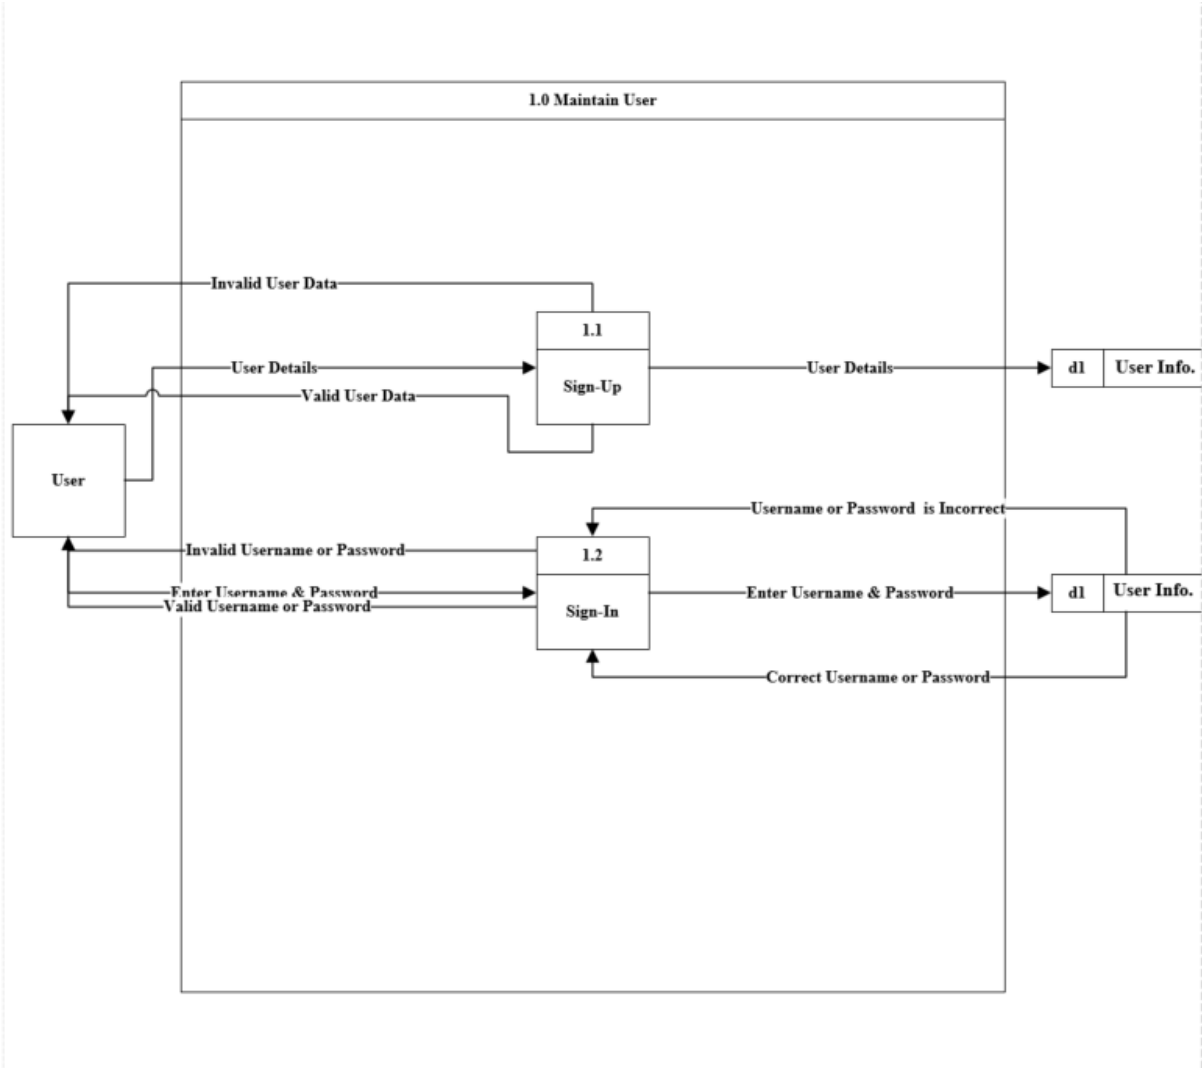 1.0 Maintain User
Invalid User Data
1.1
User Details
Sign-Up
User Details
d1 User Info.
Valid User Data
User
Username or Password is Incorrect
Invalid Username or Password
1.2
Enter Username & Password
Valid Username or Password
Sign-In
Enter Username & Password
d1 User Info.
Correct Username or Password